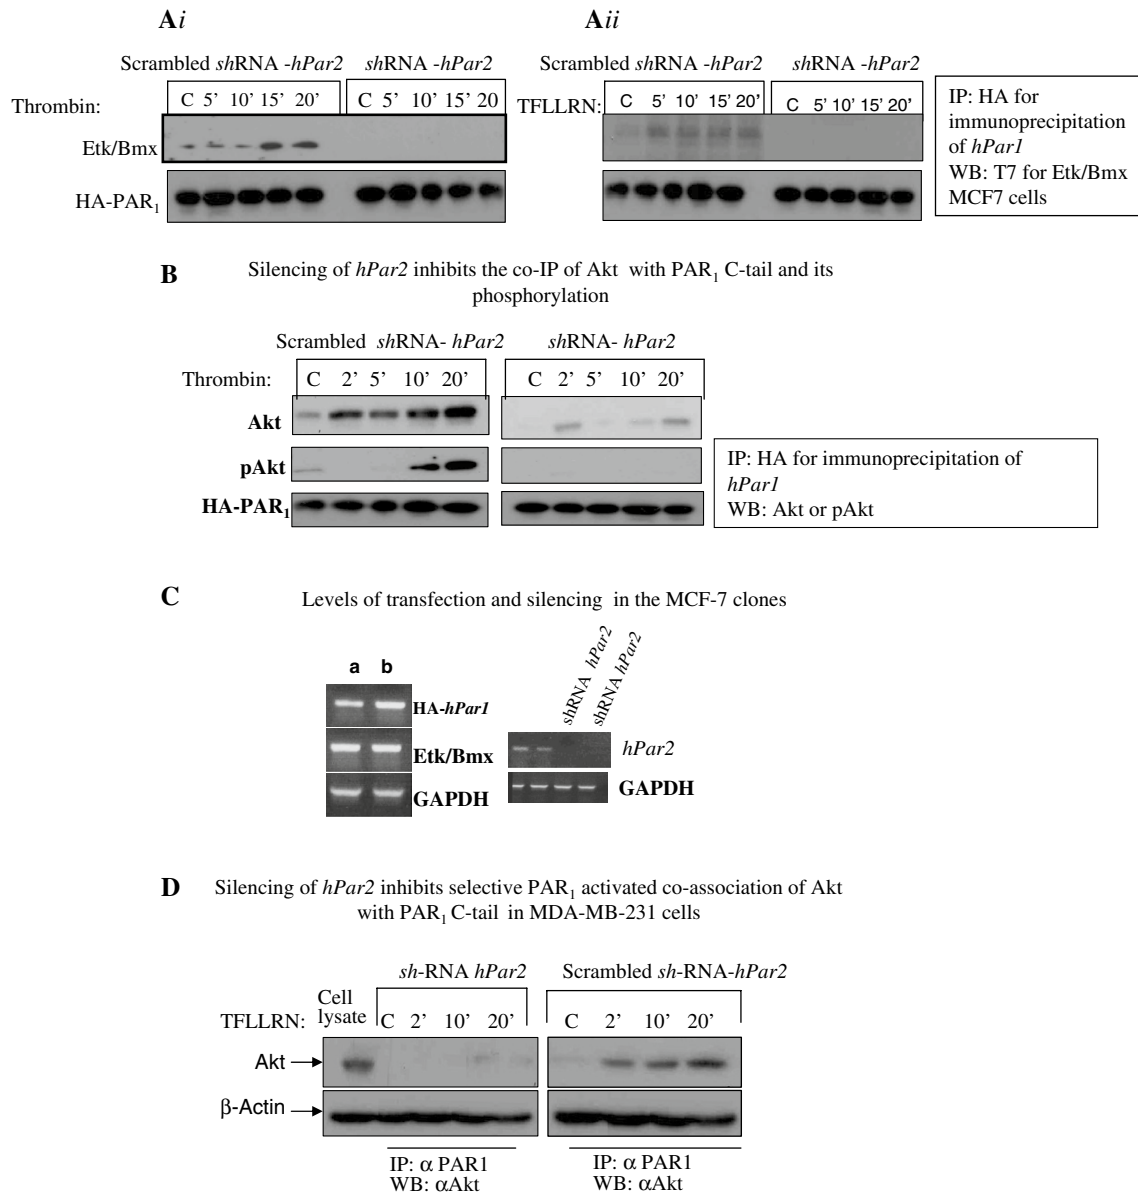 Ai
Scrambled shRNA -hPar2 shRNA -hPar2
Thrombin: C 5’ 10’ 15’ 20’ C 5’ 10’ 15’ 20
Etk/Bmx
HA-PAR1
Aii
Scrambled shRNA -hPar2 shRNA -hPar2
TFLLRN: C 5’ 10’ 15’ 20’ C 5’ 10’ 15’ 20’
IP: HA for
immunoprecipitation
of hPar1
WB: T7 for Etk/Bmx
MCF7 cells
B
Silencing of hPar2 inhibits the co-IP of Akt with PAR1 C-tail and its
phosphorylation
Scrambled shRNA- hPar2 shRNA- hPar2
Thrombin: C 2’ 5’ 10’ 20’ C 2’ 5’ 10’ 20’
Akt
pAkt
HA-PAR1
IP: HA for immunoprecipitation of
hPar1
WB: Akt or pAkt
C
Levels of transfection and silencing in the MCF-7 clones
a b
HA-hPar1
Etk/Bmx
GAPDH
shRNA hPar2
shRNA hPar2
hPar2
GAPDH
D
Silencing of hPar2 inhibits selective PAR1 activated co-association of Akt
with PAR1 C-tail in MDA-MB-231 cells
sh-RNA hPar2 Scrambled sh-RNA-hPar2
Cell
lysate
TFLLRN: C 2’ 10’ 20’ C 2’ 10’ 20’
Akt
β-Actin
IP: α PAR1
WB: αAkt
IP: α PAR1
WB: αAkt